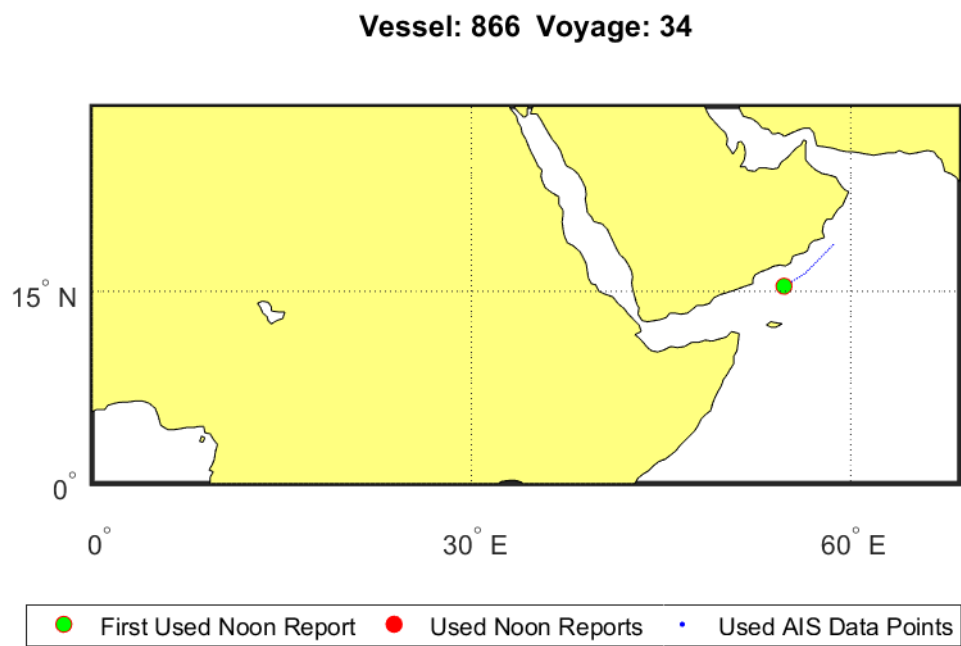 Vessel: 866 Voyage: 34
15° N
0°
0°
30° E
60° E
First Used Noon Report
Used Noon Reports
Used AIS Data Points